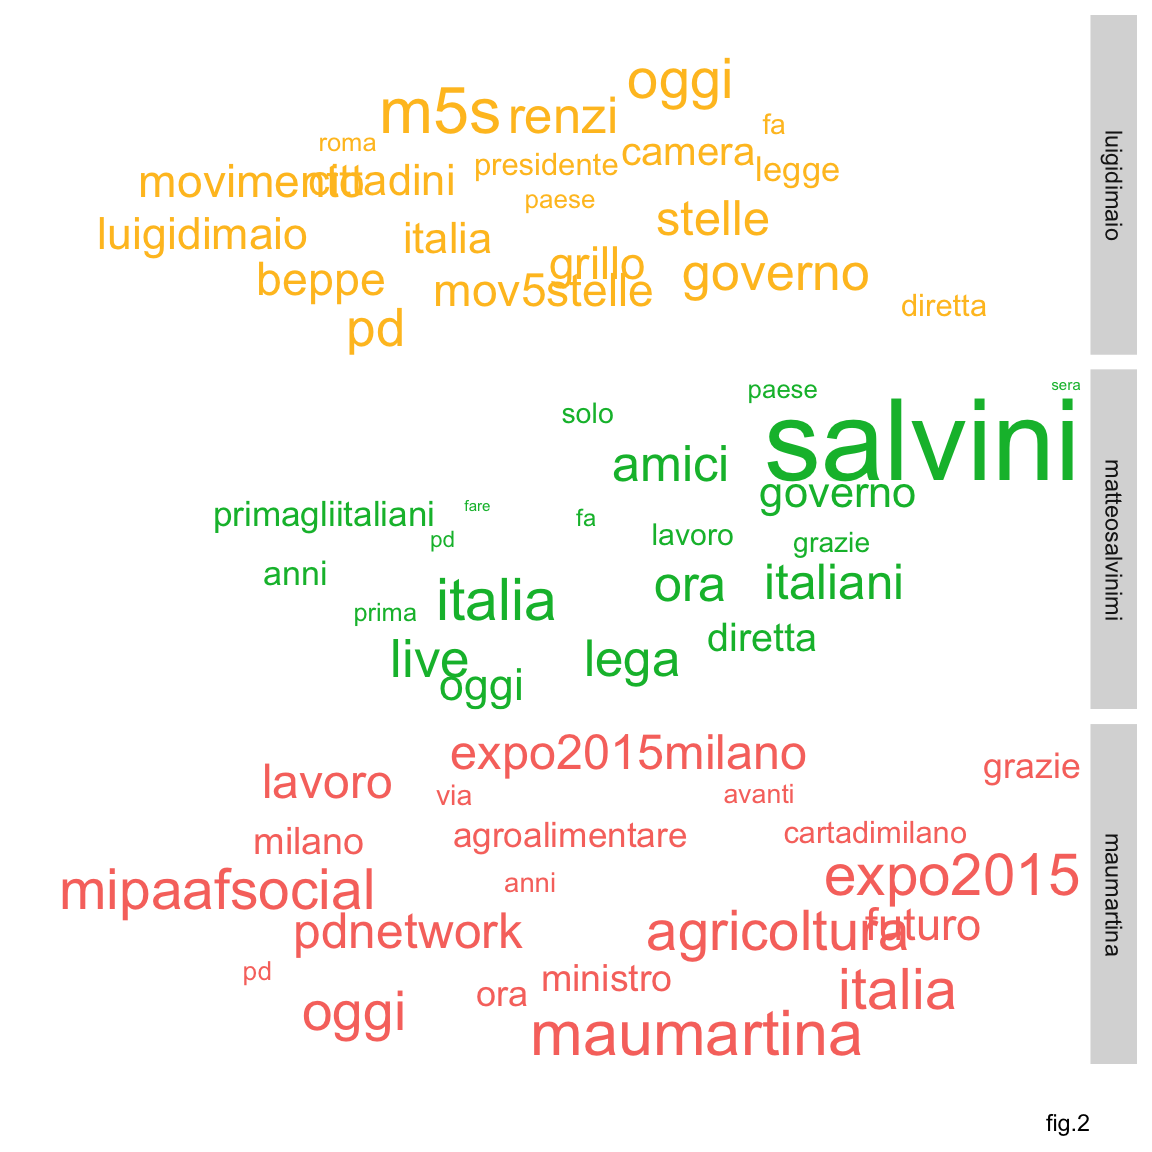 oggi
m5s
renzi
fa
roma
presidente
camera
legge
movimento
cittadini
paese
luigidimaio
italia
stelle
beppe
grillo
mov5stelle
governo
diretta
pd
luigidimaio
paese
sera
solo
salvini
amici
governo
primagliitaliani
fare
fa
pd
lavoro
grazie
anni
italia
ora
italiani
prima
diretta
live
lega
oggi
matteosalvinimi
expo2015milano
grazie
lavoro
via
avanti
milano
agroalimentare
cartadimilano
mipaafsocial
anni
expo2015
pdnetwork
agricoltura
futuro
pd
ministro
ora
italia
oggi
maumartina
maumartina
fig.2